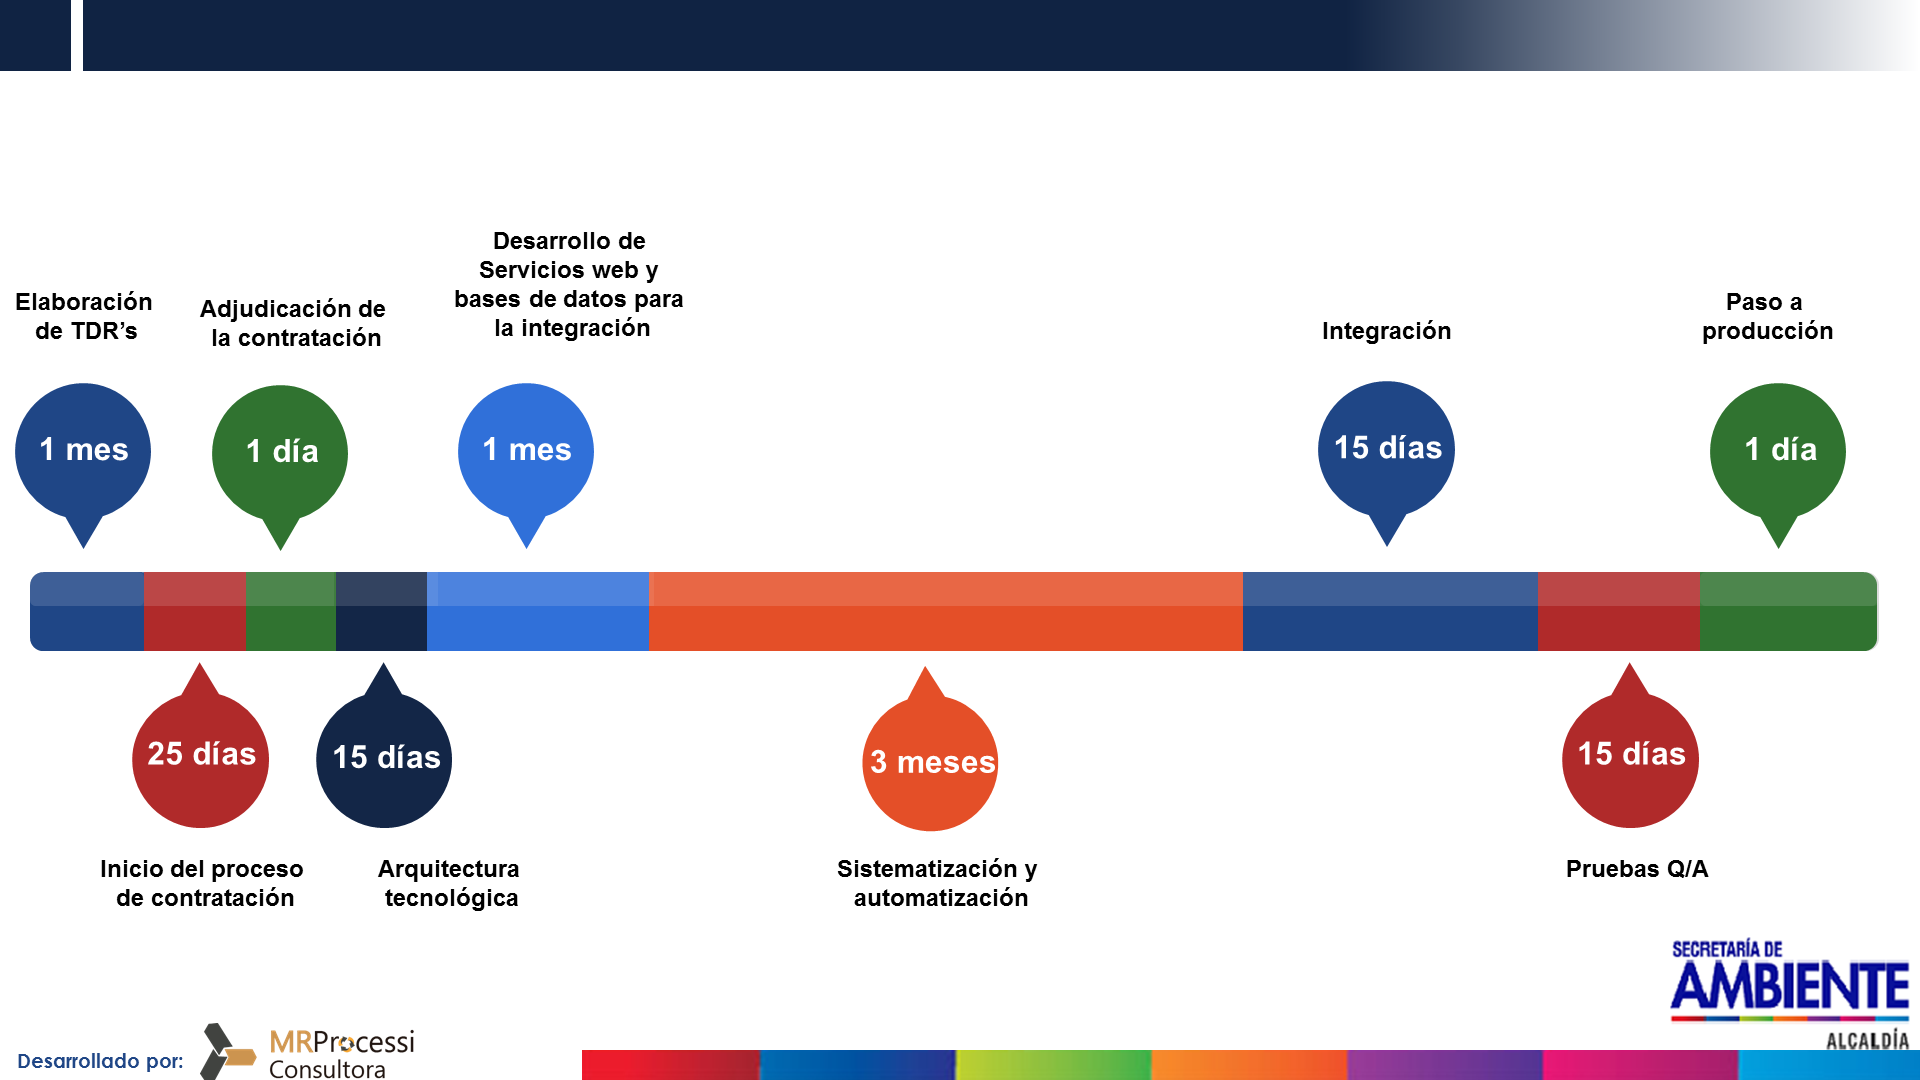 Elaboración
de TDR's
Adjudicación de
la contratación
Desarrollo de
Servicios web y
bases de datos para
la integración
Integración
Paso a
producción
1 mes
1 día
1 mes
15 días
1 día
25 días
15 días
3 meses
15 días
Inicio del proceso
de contratación
Arquitectura
tecnológica
Sistematización y
automatización
Pruebas Q/A
SECRETARÍA DE
AMBIENTE
ALCALDÍA
Desarrollado por:
MRProcessi
Consultora